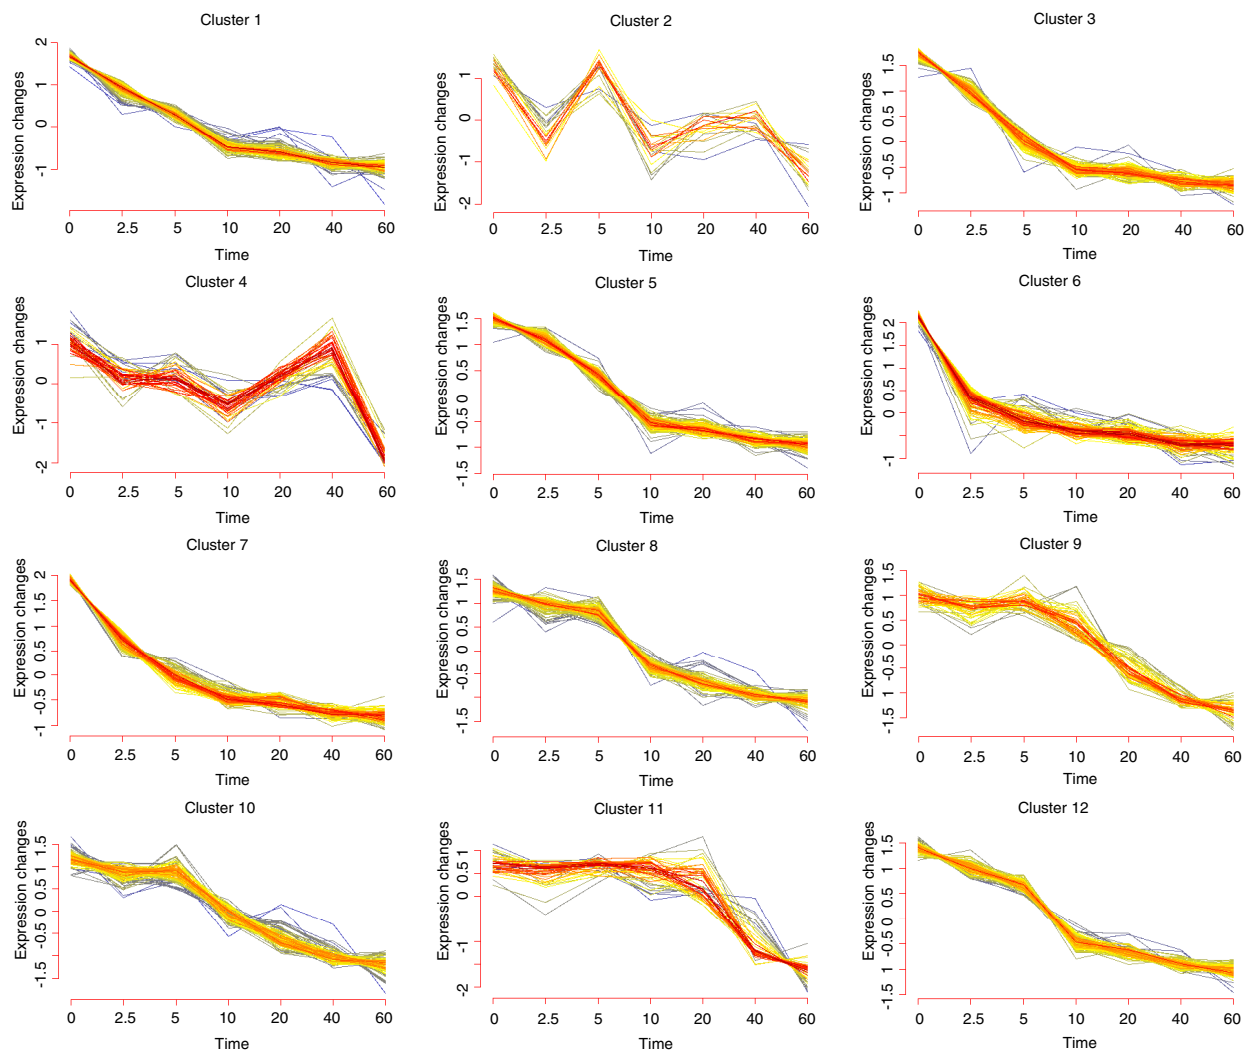 Cluster 1
Expression changes
-1 0 1 2
0 2.5 5 10 20 40 60
Time
Cluster 2
Expression changes
-2 -1 0 1
0 2.5 5 10 20 40 60
Time
Cluster 3
Expression changes
-1 -0.5 0 0.5 1 1.5
0 2.5 5 10 20 40 60
Time
Cluster 4
Expression changes
-2 -1 0 1
0 2.5 5 10 20 40 60
Time
Cluster 5
Expression changes
-1.5 -1.0 -0.5 0 0.5 1 1.5
0 2.5 5 10 20 40 60
Time
Cluster 6
Expression changes
-1 0 0.5 1 1.5 2
0 2.5 5 10 20 40 60
Time
Cluster 7
Expression changes
-1 -0.5 0 0.5 1 1.5 2
0 2.5 5 10 20 40 60
Time
Cluster 8
Expression changes
-1.5 -0.5 0 0.5 1 1.5
0 2.5 5 10 20 40 60
Time
Cluster 9
Expression changes
-1.5 -1 -0.5 0 0.5 1 1.5
0 2.5 5 10 20 40 60
Time
Cluster 10
Expression changes
-1.5 -0.5 0 0.5 1 1.5
0 2.5 5 10 20 40 60
Time
Cluster 11
Expression changes
-2 -1 0 0.5 1
0 2.5 5 10 20 40 60
Time
Cluster 12
Expression changes
-1.5 -1 -0.5 0 0.5 1 1.5
0 2.5 5 10 20 40 60
Time